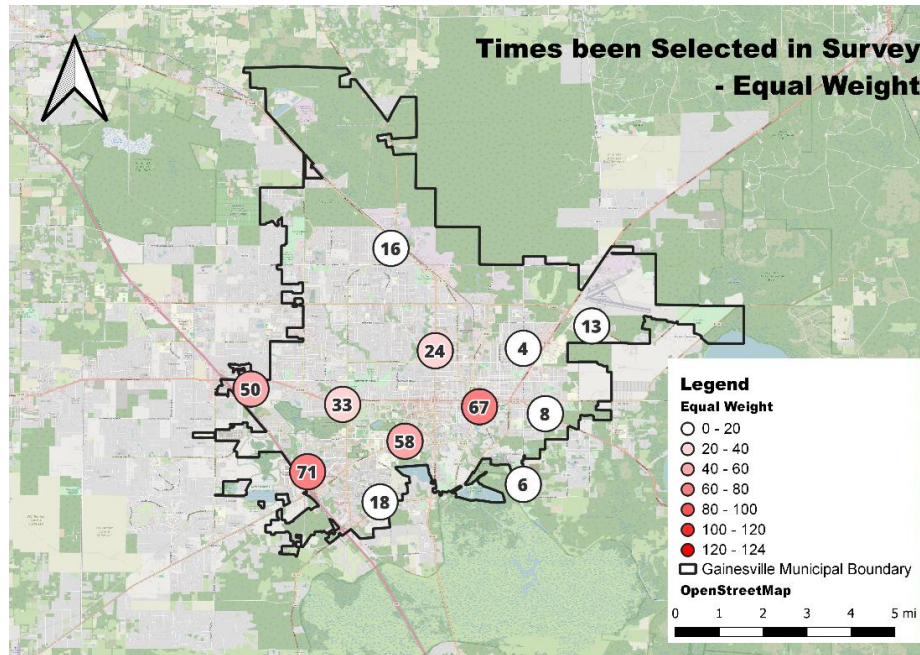 Times been Selected in Survey
- Equal Weight
16
13
24
4
50
33
67
8
58
71
18
6
Legend
Equal Weight
0 - 20
20 - 40
40 - 60
60 - 80
80 - 100
100 - 120
120 - 124
Gainesville Municipal Boundary
OpenStreetMap
0 1 2 3 4 5 mi